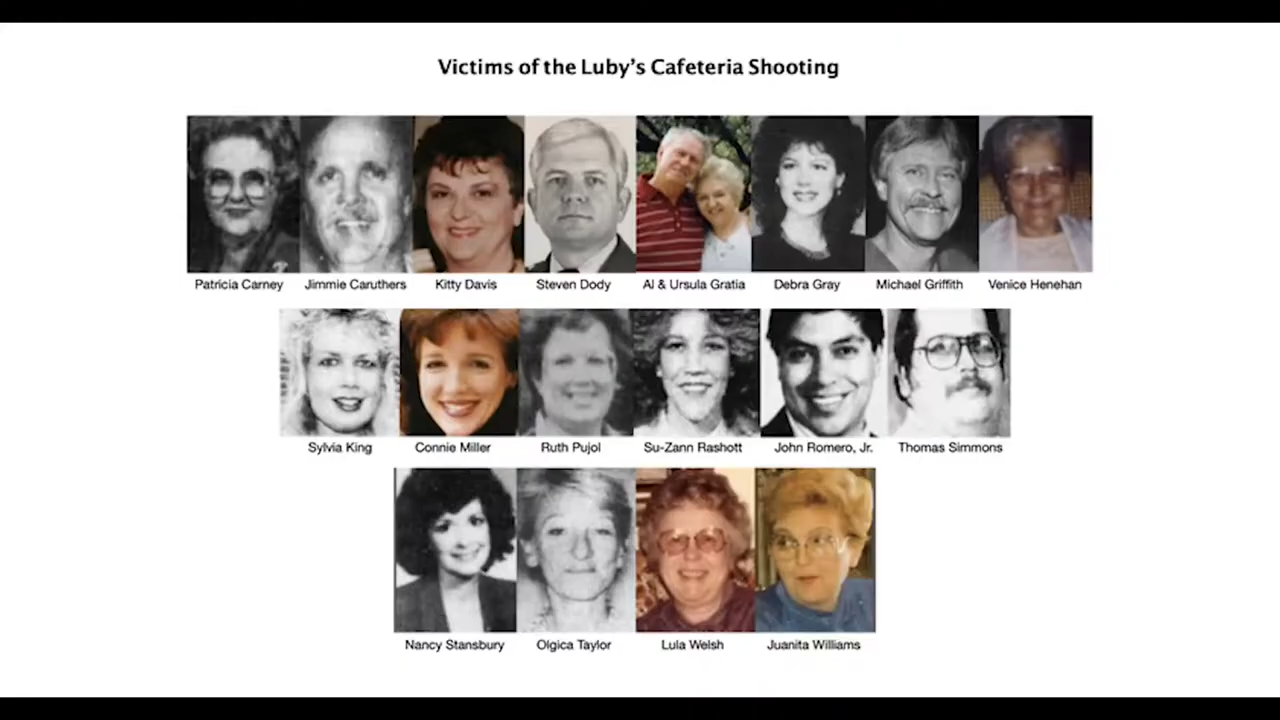 Victims of the Luby's Cafeteria Shooting
Patricia Carney Jimmie Caruthers Kitty Davis Steven Dody Al & Ursula Gratia Debra Gray Michael Griffith Venice Henehan
Sylvia King Connie Miller Ruth Pujol Su-Zann Rashott John Romero, Jr. Thomas Simmons
Nancy Stansbury Olgica Taylor Lula Welsh Juanita Williams